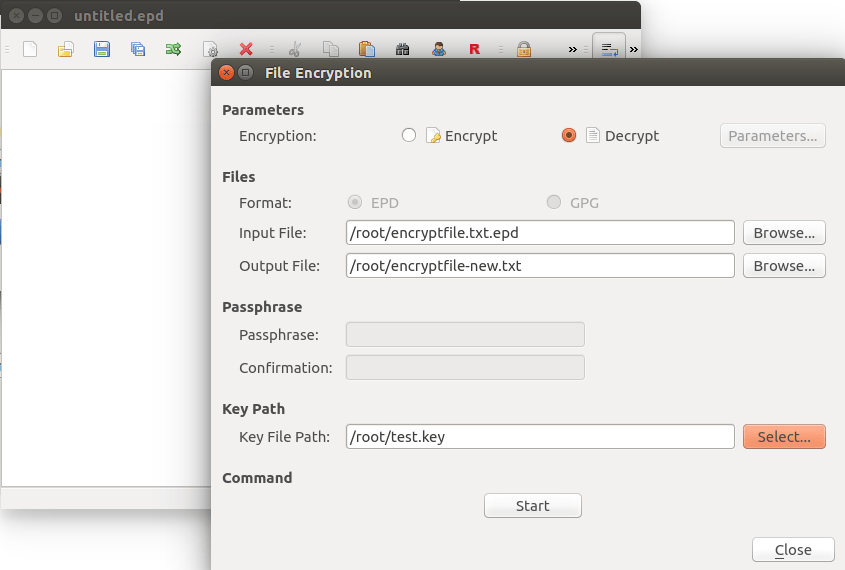 untitled.epd
R
»
»
File Encryption
Parameters
Encryption: Encrypt Decrypt Parameters...
Files
Format: EPD GPG
Input File: /root/encryptfile.txt.epd Browse...
Output File: /root/encryptfile-new.txt Browse...
Passphrase
Passphrase:
Confirmation:
Key Path
Key File Path: /root/test.key Select...
Command
Start
Close